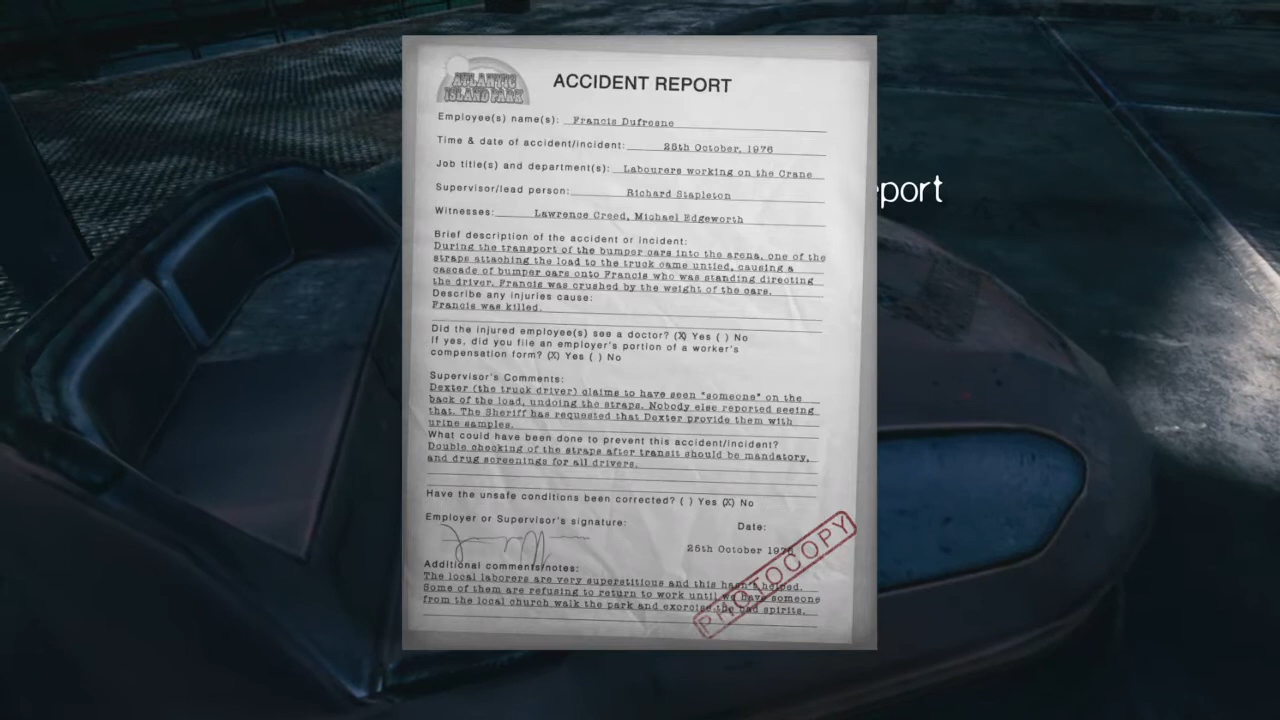 ATLANTIC
ISLAND PARK
ACCIDENT REPORT
Employee(s) name(s): Francis Dufresne
Time & date of accident/incident: 25th October, 1976
Job title(s) and department(s): Labourers working on the Crane
Supervisor/lead person: Richard Stapleton
Witnesses: Lawrence Creed, Michael Edgeworth
Brief description of the accident or incident:
During the transport of the bumper cars into the arena, one of the
straps attaching the load to the truck came untied, causing a
cascade of bumper cars onto Francis who was standing directing
the driver. Francis was crushed by the weight of the cars.
Describe any injuries cause:
Francis was killed.
Did the injured employee(s) see a doctor? (X) Yes ( ) No
If yes, did you file an employer's portion of a worker's
compensation form? (X) Yes ( ) No
Supervisor's Comments:
Dexter (the truck driver) claims to have seen "someone" on the
back of the load, undoing the straps. Nobody else reported seeing
that. The Sheriff has requested that Dexter provide them with
urine samples.
What could have been done to prevent this accident/incident?
Double checking of the straps after transit should be mandatory,
and drug screenings for all drivers.
Have the unsafe conditions been corrected? ( ) Yes (X) No
Employer or Supervisor's signature:
Date:
25th October 1976
Additional comments/notes:
The local laborers are very superstitious and this hasn't helped.
Some of them are refusing to return to work until we have someone
from the local church walk the park and exorcise the bad spirits.
PHOTOCOPY
eport